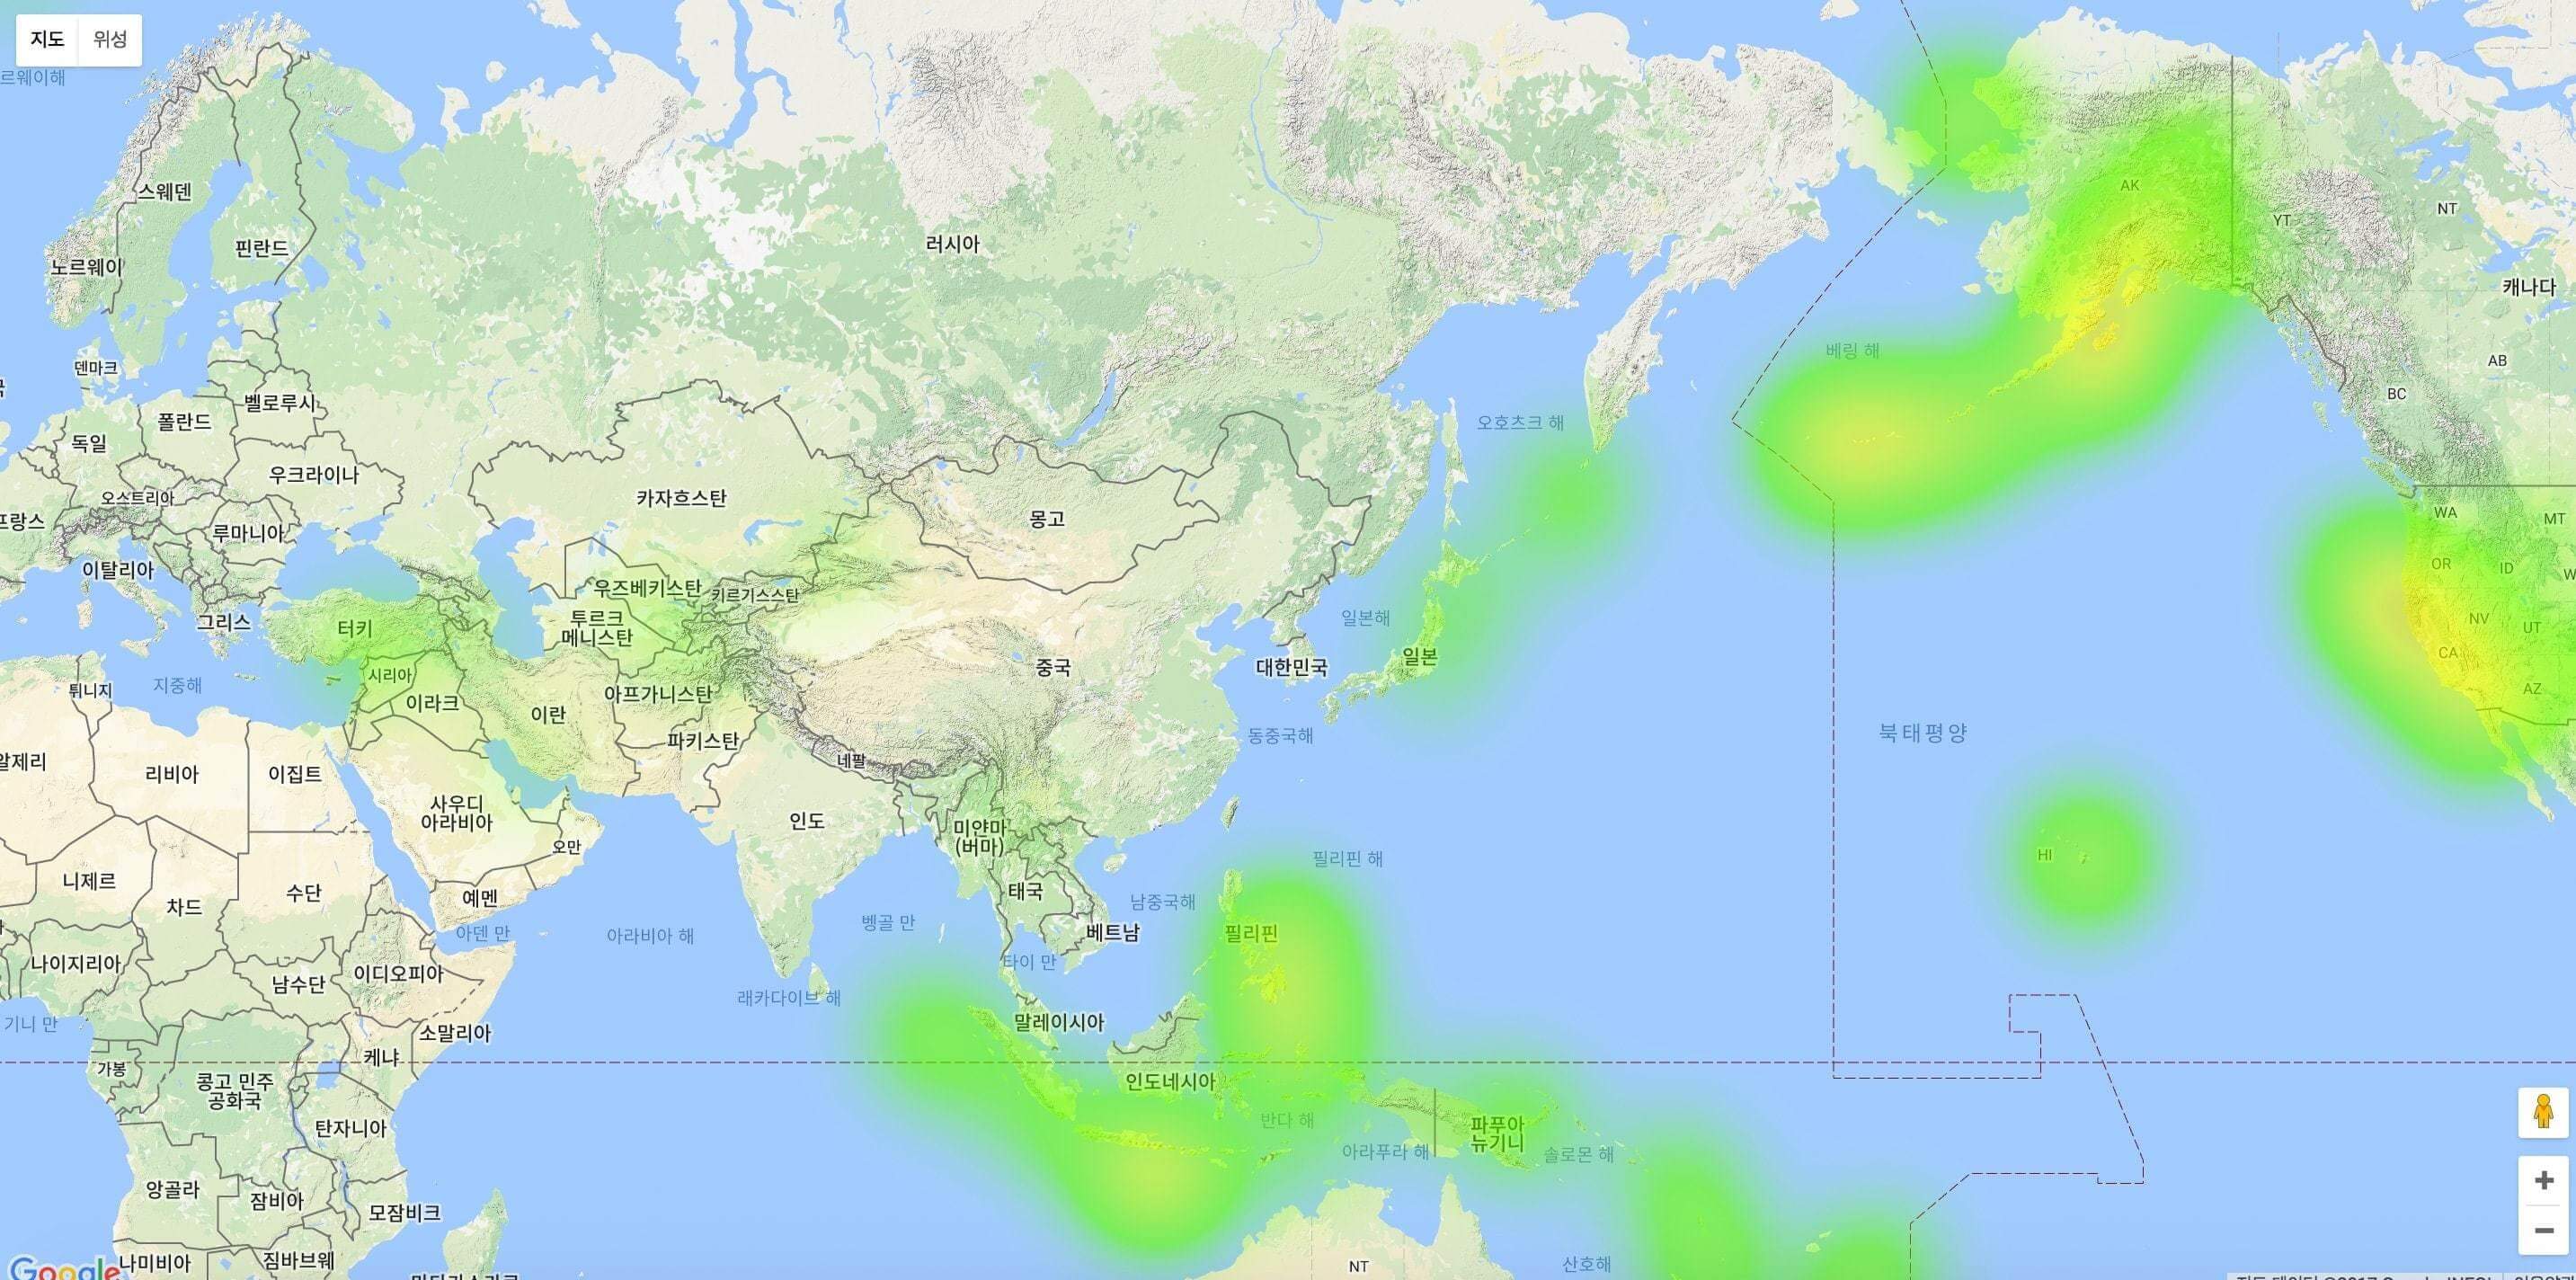 지도 위성
르웨이해
스웨덴
핀란드
노르웨이
러시아
덴마크
벨로루시
폴란드
독일
우크라이나
오스트리아
프랑스
루마니아
이탈리아
그리스
터키
시리아
이라크
이란
튀니지
지중해
카자흐스탄
몽고
우즈베키스탄
키르기스스탄
투르크
메니스탄
아프가니스탄
파키스탄
중국
네팔
인도
대한민국
일본
일본해
오호츠크 해
동중국해
베링 해
AK
YT
NT
캐나다
AB
BC
WA
MT
OR
ID
NV
UT
CA
AZ
북태평양
HI
알제리
리비아
이집트
사우디
아라비아
오만
예멘
니제르
차드
수단
나이지리아
남수단
이디오피아
아덴 만
아라비아 해
벵골 만
래카다이브 해
미얀마
(버마)
태국
베트남
타이 만
남중국해
필리핀 해
필리핀
말레이시아
인도네시아
기니 만
가봉
콩고 민주
공화국
케냐
소말리아
탄자니아
앙골라
잠비아
모잠비크
나미비아
짐바브웨
반다 해
아라푸라 해
파푸아
뉴기니
솔로몬 해
산호해
NT
Google